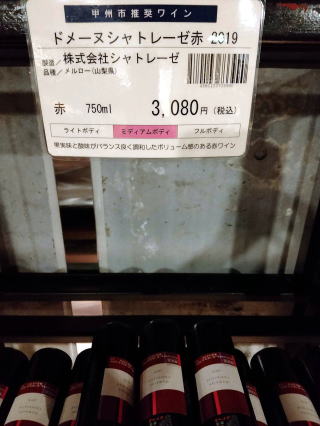 甲州市推奨ワイン
ドメーヌシャトレーゼ赤 2019
製造/株式会社シャトレーゼ
品種/メルロー(山梨県)
赤 750ml 3,080円(税込)
ライトボディ ミディアムボディ フルボディ
果実味と酸味がバランス良く調和したボリューム感のある赤ワイン